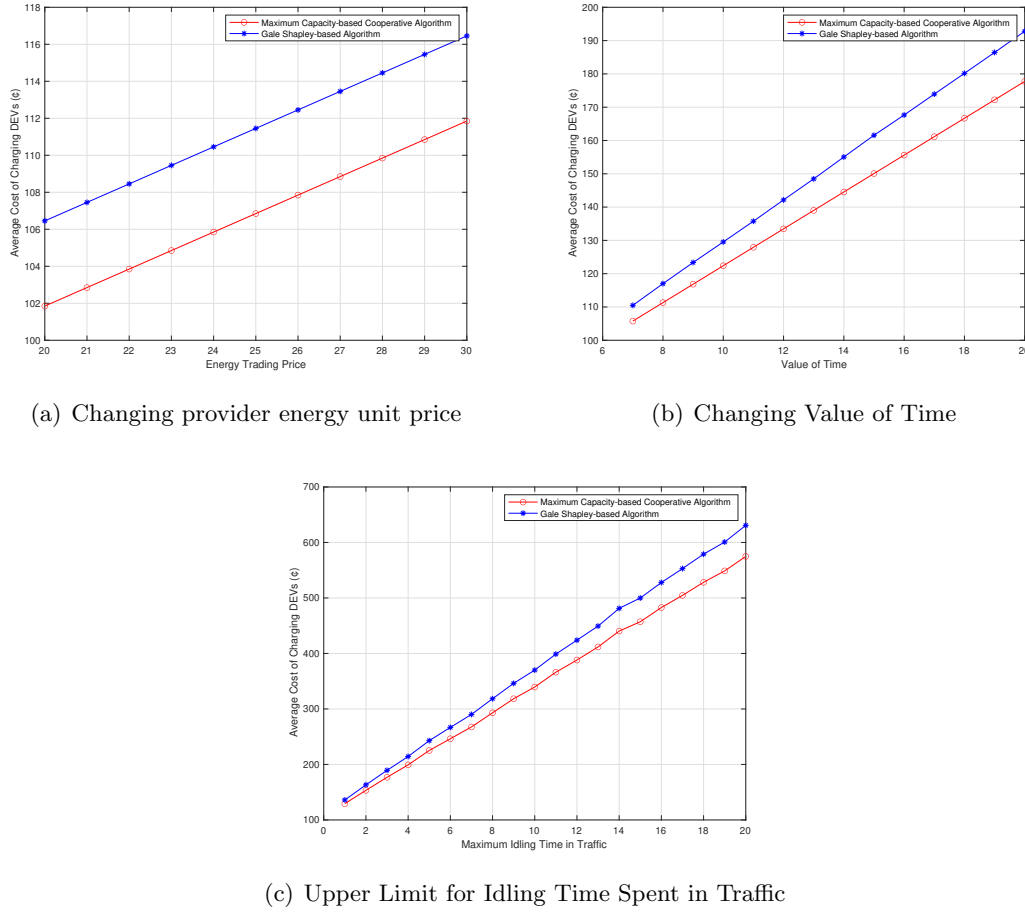 118
116
114
112
110
108
106
104
102
100
Average Cost of Charging DEVs (¢)
Maximum Capacity-based Cooperative Algorithm
Gale Shapley-based Algorithm
20 21 22 23 24 25 26 27 28 29 30
Energy Trading Price
(a) Changing provider energy unit price
200
190
180
170
160
150
140
130
120
110
100
Average Cost of Charging DEVs (¢)
Maximum Capacity-based Cooperative Algorithm
Gale Shapley-based Algorithm
6 8 10 12 14 16 18 20
Value of Time
(b) Changing Value of Time
700
600
500
400
300
200
100
Average Cost of Charging DEVs (¢)
Maximum Capacity-based Cooperative Algorithm
Gale Shapley-based Algorithm
0 2 4 6 8 10 12 14 16 18 20
Maximum Idling Time in Traffic
(c) Upper Limit for Idling Time Spent in Traffic